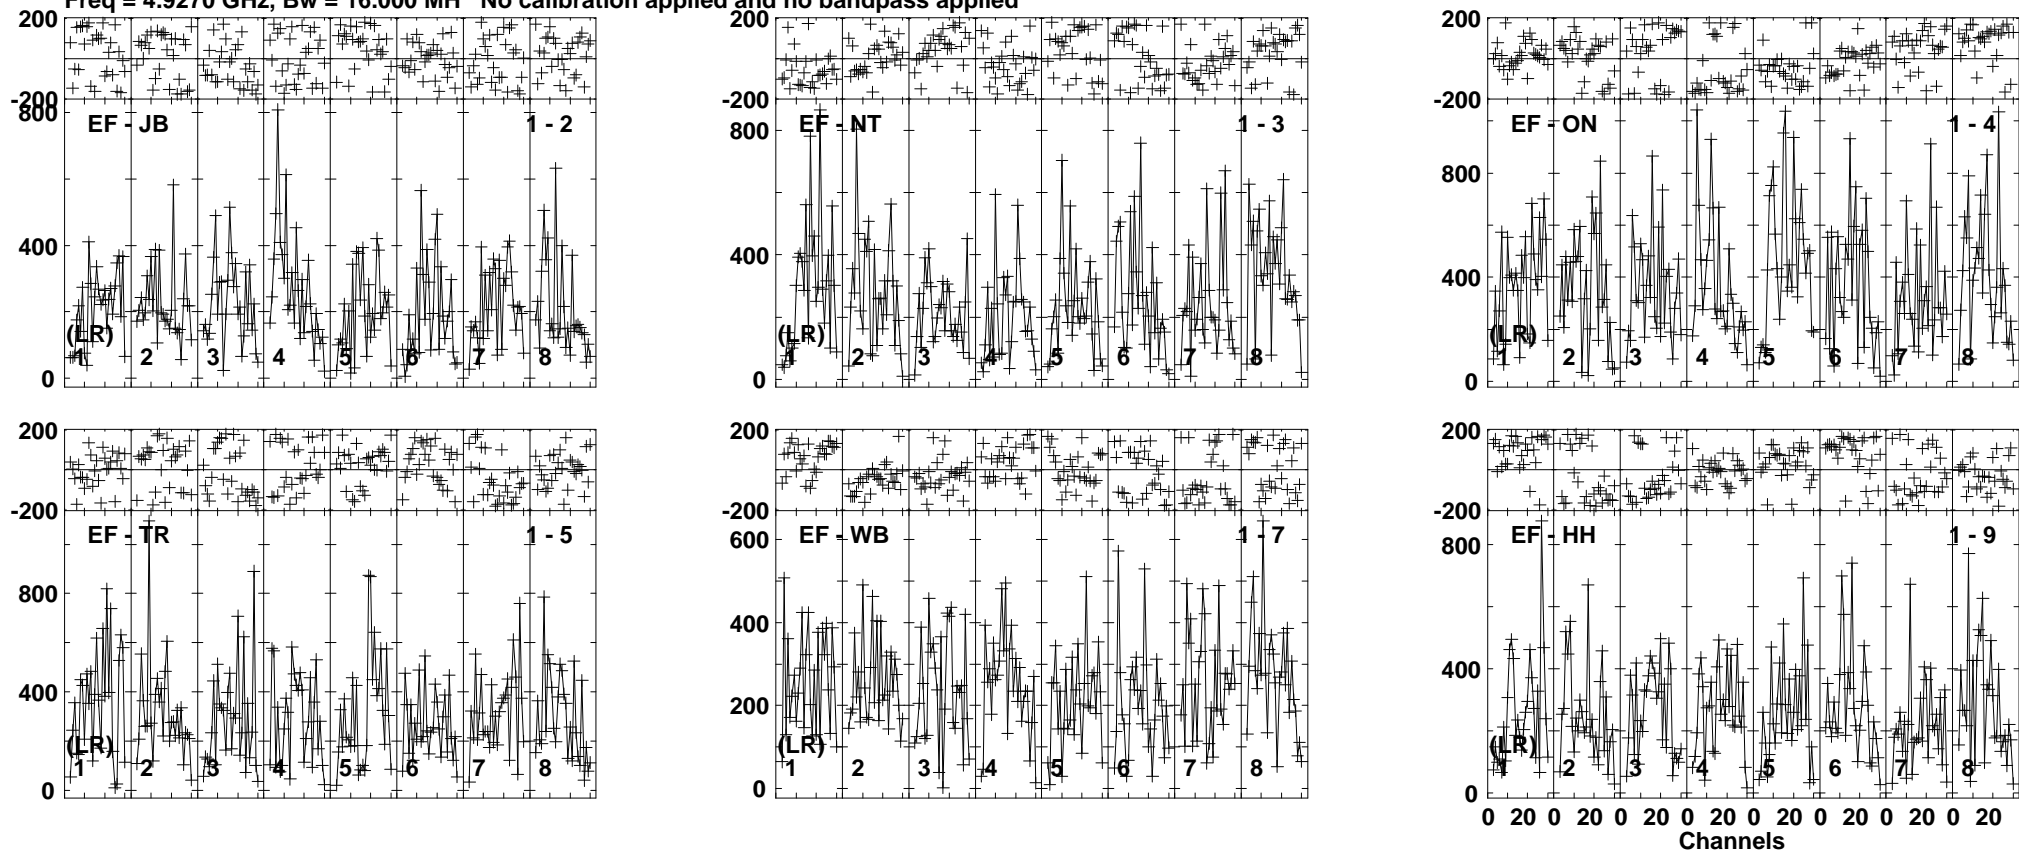 Freq = 4.9270 GHz, Bw = 16.000 MH No calibration applied and no bandpass applied
200
-200
800
400
0
EF - JB
1 - 2
(LR)
1 2 3 4 5 6 7 8
200
-200
800
400
0
EF - NT
1 - 3
(LR)
1 2 3 4 5 6 7 8
200
-200
800
400
0
EF - ON
1 - 4
(LR)
1 2 3 4 5 6 7 8
200
-200
800
400
0
EF - TR
1 - 5
(LR)
1 2 3 4 5 6 7 8
200
-200
600
400
200
0
EF - WB
1 - 7
(LR)
1 2 3 4 5 6 7 8
200
-200
800
400
0
EF - HH
1 - 9
(LR)
1 2 3 4 5 6 7 8
0 20 0 20 0 20 0 20 0 20 0 20 0 20 0 20
Channels